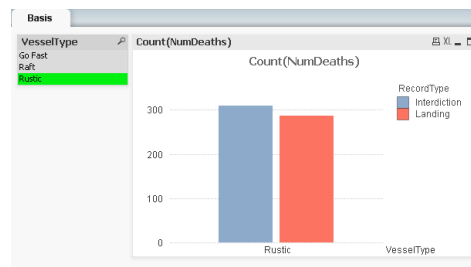 Basis
VesselType
Go Fast
Raft
Rustic
Count(NumDeaths)
XL
Count(NumDeaths)
RecordType
Interdiction
Landing
300
200
100
0
Rustic
VesselType